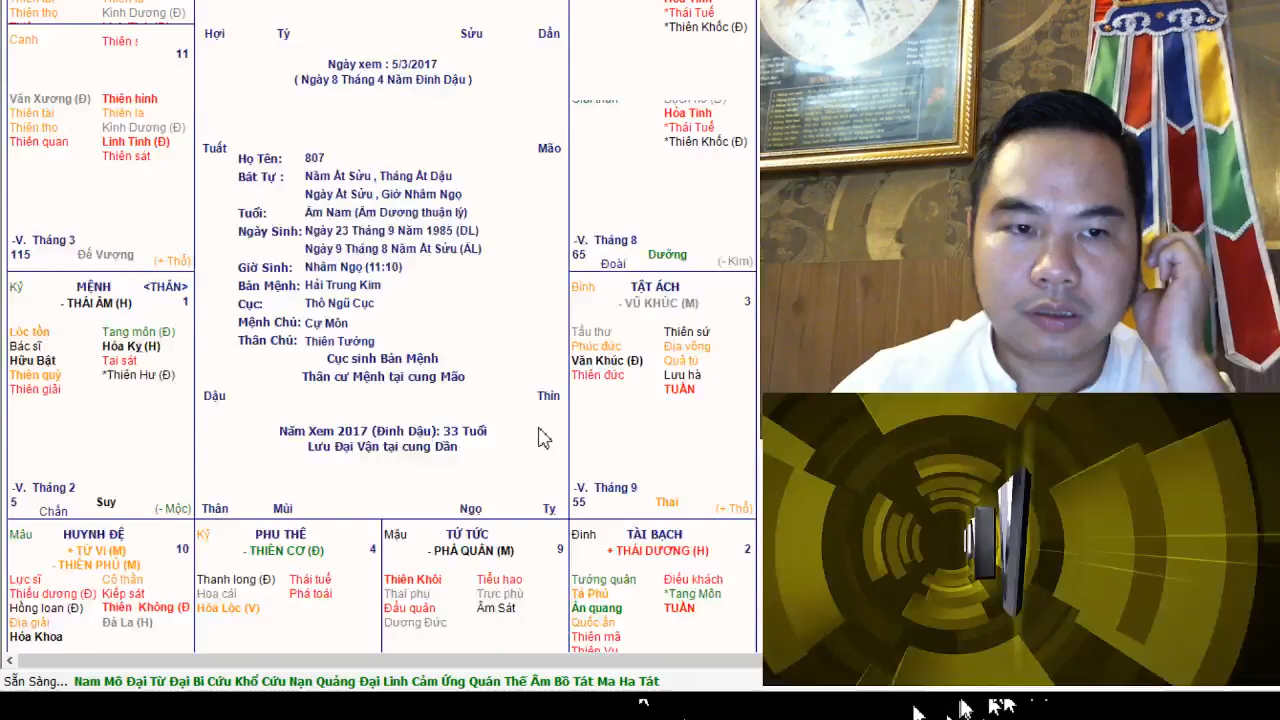 Thiên tho
Kình Dương (Đ)
Canh
Thiên
11
Văn Xương (Đ)
Thiên hình
Thiên tài
Thiên la
Thiên thọ
Kình Dương (Đ)
Thiên quan
Linh Tinh (Đ)
Thiên sát
-V. Tháng 3
115
Đế Vượng
(+ Thổ)
Hợi
Tý
Sửu
Dần
Ngày xem : 5/3/2017
( Ngày 8 Tháng 4 Năm Đinh Dậu )
Tuất
Mão
Họ Tên: 807
Bát Tự : Năm Ất Sửu , Tháng Ất Dậu
Ngày Ất Sửu , Giờ Nhâm Ngọ
Tuổi: Âm Nam (Âm Dương thuận lý)
Ngày Sinh: Ngày 23 Tháng 9 Năm 1985 (DL)
Ngày 9 Tháng 8 Năm Ất Sửu (ÂL)
Giờ Sinh: Nhâm Ngọ (11:10)
Bản Mệnh: Hải Trung Kim
Cục: Thổ Ngũ Cục
Mệnh Chủ: Cự Môn
Thân Chủ: Thiên Tướng
Cục sinh Bản Mệnh
Thân cư Mệnh tại cung Mão
Dậu
Thìn
Năm Xem 2017 (Đinh Dậu): 33 Tuổi
Lưu Đại Vận tại cung Dần
Thân
Mùi
Ngọ
Tỵ
*Thái Tuế
*Thiên Khốc (Đ)
Hỏa Tinh
*Thái Tuế
*Thiên Khốc (Đ)
-V. Tháng 8
65
Đoài
Dưỡng
(- Kim)
Kỷ
MỆNH
<THÂN>
- THÁI ÂM (H)
1
Lộc tồn
Tang môn (Đ)
Bác sĩ
Hóa Kỵ (H)
Hữu Bật
Tai sát
Thiên quý
*Thiên Hư (Đ)
Thiên giải
-V. Tháng 2
5
Chấn
Suy
(- Mộc)
Đinh
TẬT ÁCH
- VŨ KHÚC (M)
3
Tấu thư
Thiên sứ
Phúc đức
Địa võng
Văn Khúc (Đ)
Quả tú
Thiên đức
Lưu hà
TUẦN
-V. Tháng 9
55
Thai
(+ Thổ)
Mậu
HUYNH ĐỆ
+ TỬ VI (M)
10
- THIÊN PHỦ (M)
Lực sĩ
Cô thần
Thiếu dương (Đ)
Kiếp sát
Hồng loan (Đ)
Thiên Không (Đ
Địa giải
Đà La (H)
Hóa Khoa
Kỷ
PHU THÊ
- THIÊN CƠ (Đ)
4
Thanh long (Đ)
Thái tuế
Hoa cái
Phá toái
Hóa Lộc (V)
Mậu
TỬ TỨC
- PHÁ QUÂN (M)
9
Thiên Khôi
Tiểu hao
Thai phụ
Trực phù
Đẩu quân
Âm Sát
Dương Đức
Đinh
TÀI BẠCH
+ THÁI DƯƠNG (H)
2
Tướng quân
Điếu khách
Tả Phủ
*Tang Môn
Ân quang
TUẦN
Quốc ấn
Thiên mã
Thiên Vu
Sẵn Sàng...
Nam Mô Đại Từ Đại Bi Cứu Khổ Cứu Nạn Quảng Đại Linh Cảm Ứng Quán Thế Âm Bồ Tát Ma Ha Tát